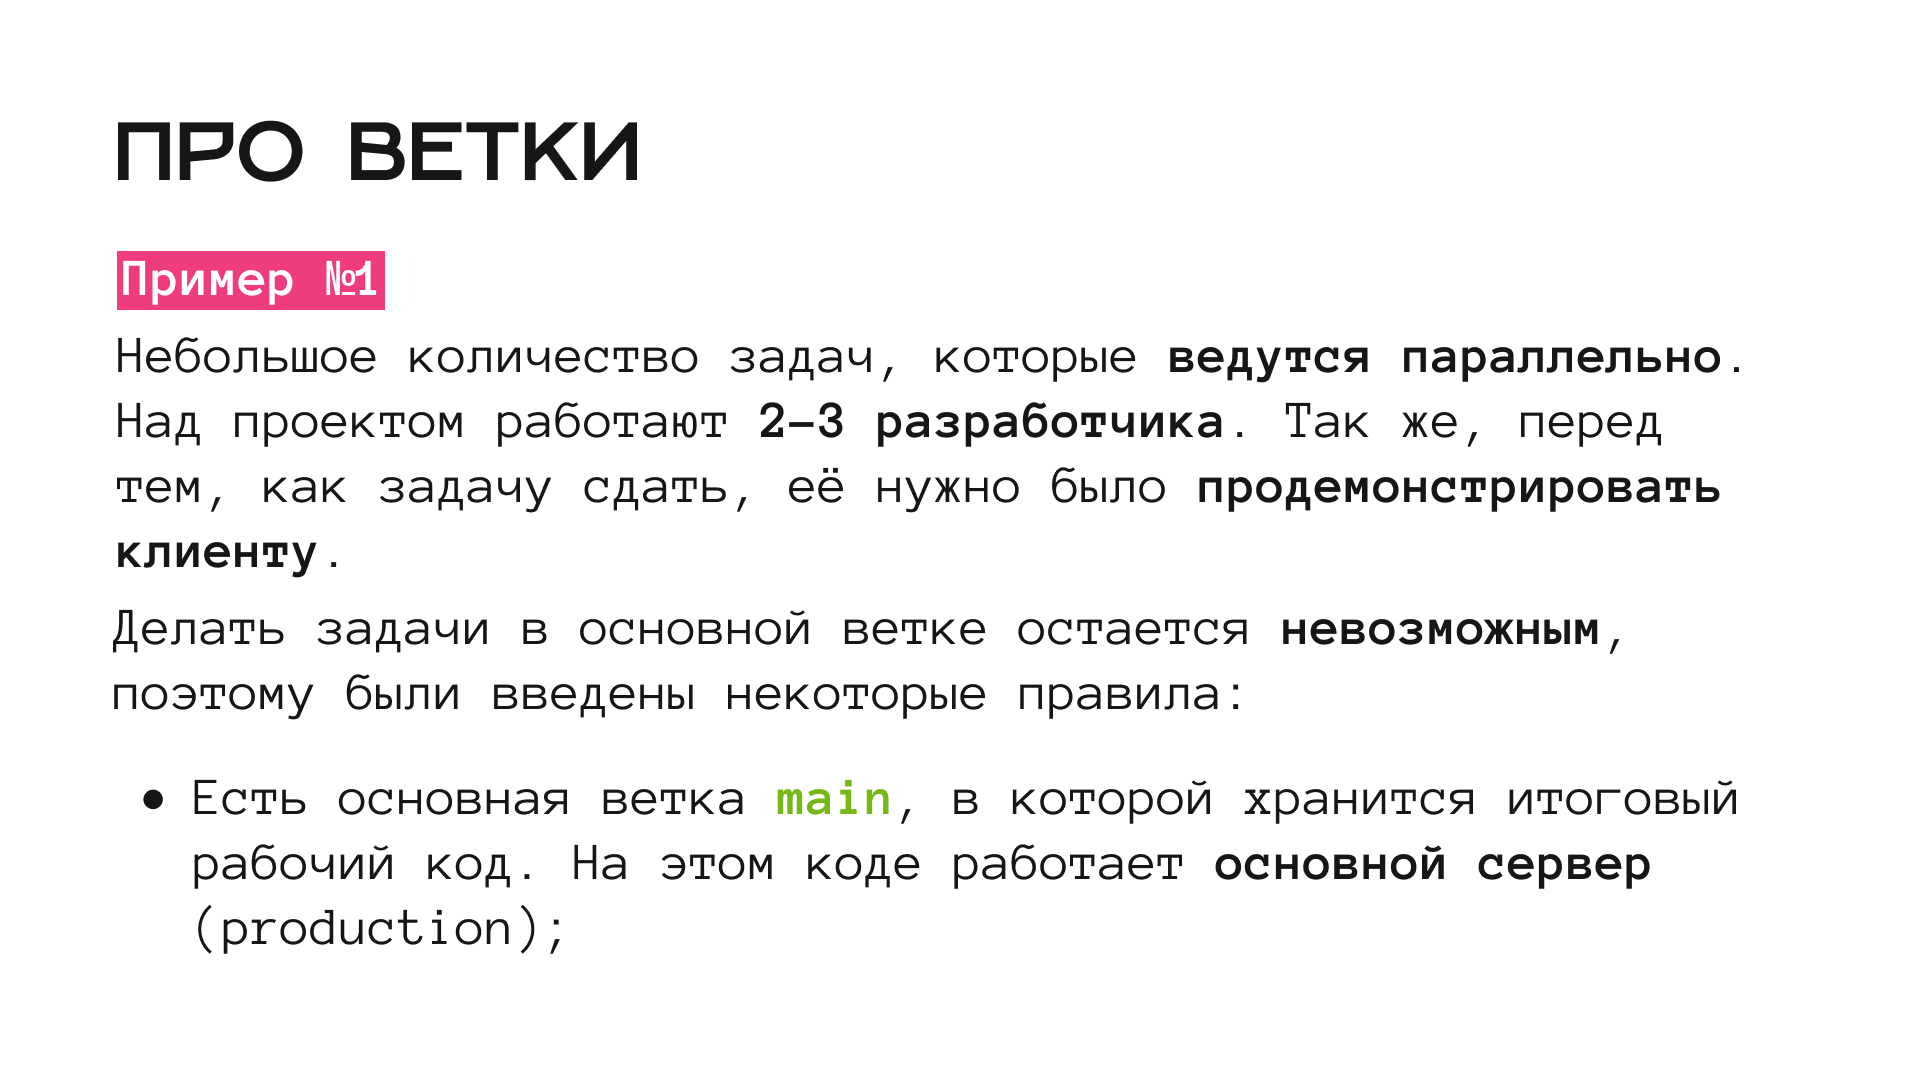 ПРО ВЕТКИ
Пример №1
Небольшое количество задач, которые ведутся параллельно.
Над проектом работают 2–3 разработчика. Так же, перед
тем, как задачу сдать, её нужно было продемонстрировать
клиенту.
Делать задачи в основной ветке остается невозможным,
поэтому были введены некоторые правила:
● Есть основная ветка main, в которой хранится итоговый
рабочий код. На этом коде работает основной сервер
(production);